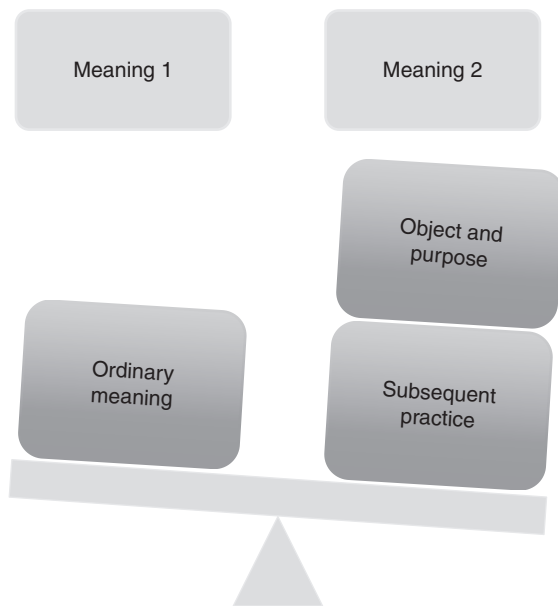 Meaning 1
Meaning 2
Object and
purpose
Ordinary
meaning
Subsequent
practice